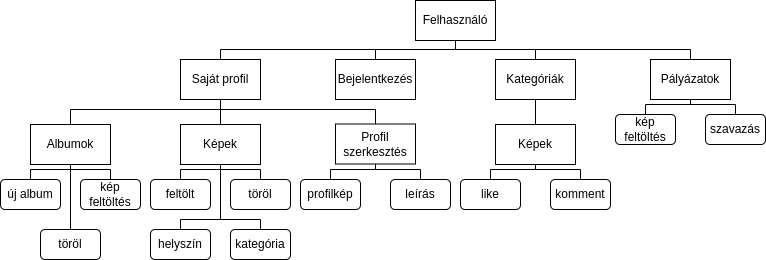 Felhasználó
Saját profil
Bejelentkezés
Kategóriák
Pályázatok
Albumok
Képek
Profil
szerkesztés
Képek
kép
feltöltés
szavazás
új album
kép
feltöltés
feltölt
töröl
profilkép
leírás
like
komment
töröl
helyszín
kategória